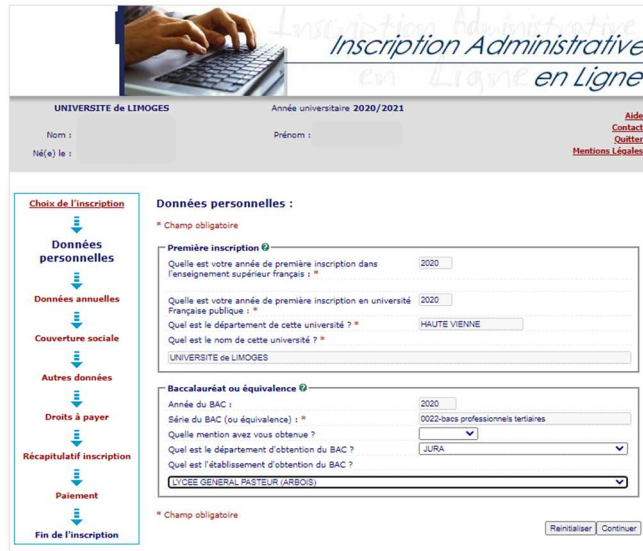 Inscription Administrative
en Ligne
UNIVERSITE de LIMOGES
Année universitaire 2020/2021
Aide
Nom :
Prénom :
Contact
Quitter
Né(e) le :
Mentions Légales
Choix de l'inscription
Données personnelles
Données annuelles
Couverture sociale
Autres données
Droits à payer
Récapitulatif inscription
Paiement
Fin de l'inscription
Données personnelles :
* Champ obligatoire
Première inscription ?
Quelle est votre année de première inscription dans 2020
l'enseignement supérieur français : *
Quelle est votre année de première inscription en université 2020
Française publique : *
Quel est le département de cette université ? * HAUTE VIENNE
Quel est le nom de cette université ? *
UNIVERSITE de LIMOGES
Baccalauréat ou équivalence ?
Année du BAC : 2020
Série du BAC (ou équivalence) : * 0022-bacs professionnels tertiaires
Quelle mention avez vous obtenue ?
Quel est le département d'obtention du BAC ? JURA
Quel est l'établissement d'obtention du BAC ?
LYCEE GENERAL PASTEUR (ARBOIS)
* Champ obligatoire
Reinitialiser Continuer